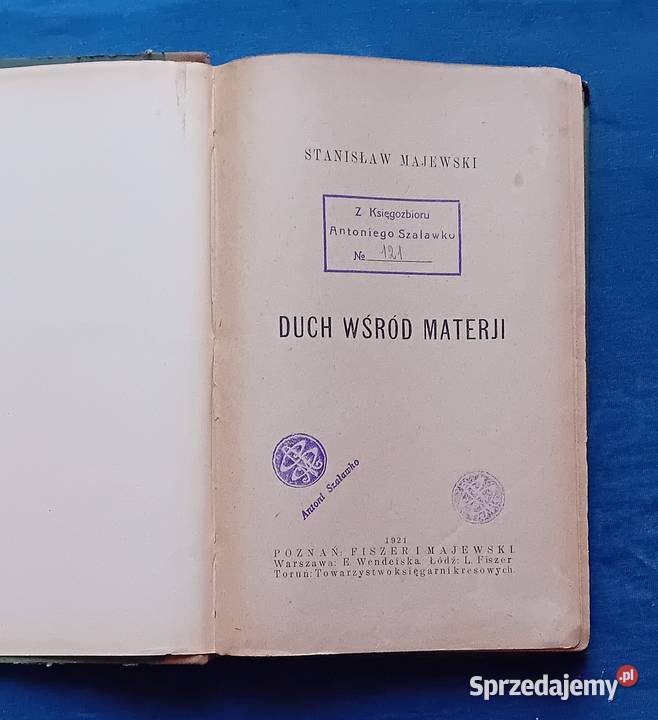 STANISŁAW MAJEWSKI
Z Księgozbioru
Antoniego Szalawko
№ 121
DUCH WŚRÓD MATERJI
Antoni Szalawko
1921
POZNAŃ: FISZER I MAJEWSKI.
Warszawa: E. Wendeiska. Łódź: L. Fiszer
Toruń: Towarzystwo księgarni kresowych.
Sprzedajemy.pl